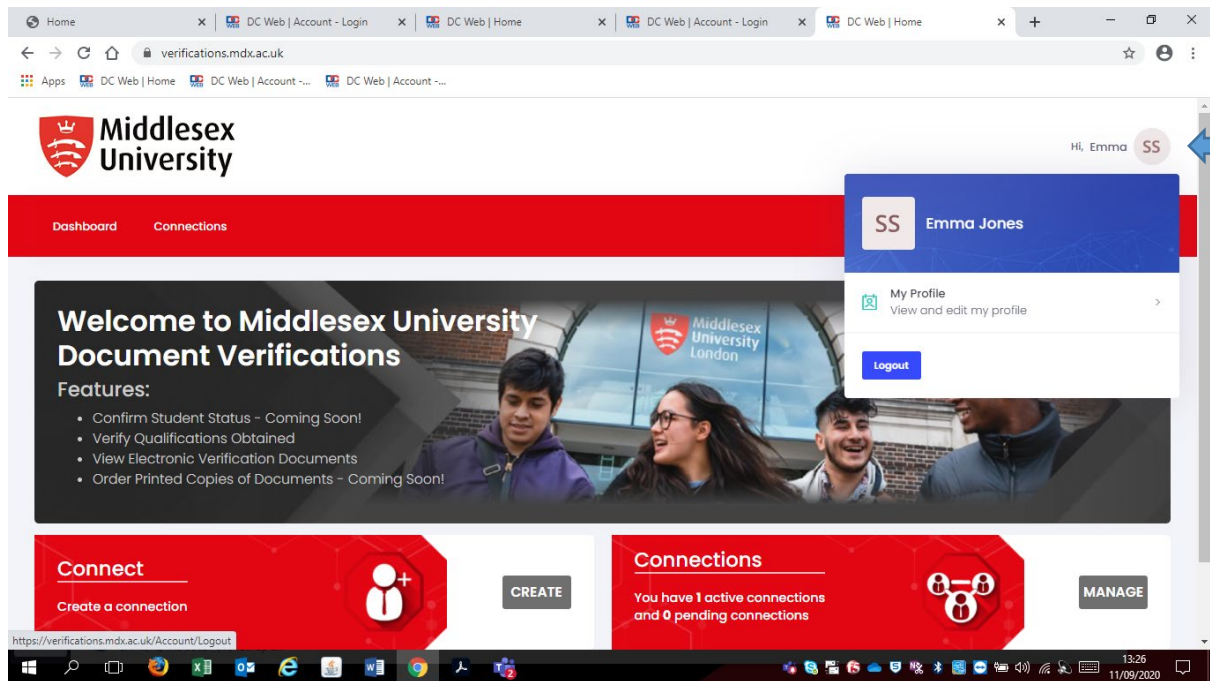 Home
DC Web | Account - Login
DC Web | Home
DC Web | Account - Login
DC Web | Home
verifications.mdx.ac.uk
Apps
DC Web | Home
DC Web | Account -...
DC Web | Account -...
Middlesex
University
Hi, Emma SS
SS Emma Jones
Dashboard Connections
My Profile
View and edit my profile
Logout
Welcome to Middlesex University
Document Verifications
Features:
• Confirm Student Status - Coming Soon!
• Verify Qualifications Obtained
• View Electronic Verification Documents
• Order Printed Copies of Documents - Coming Soon!
Middlesex
University
London
Connect
Create a connection
CREATE
Connections
You have 1 active connections
and 0 pending connections
MANAGE
https://verifications.mdx.ac.uk/Account/Logout
13:26
11/09/2020